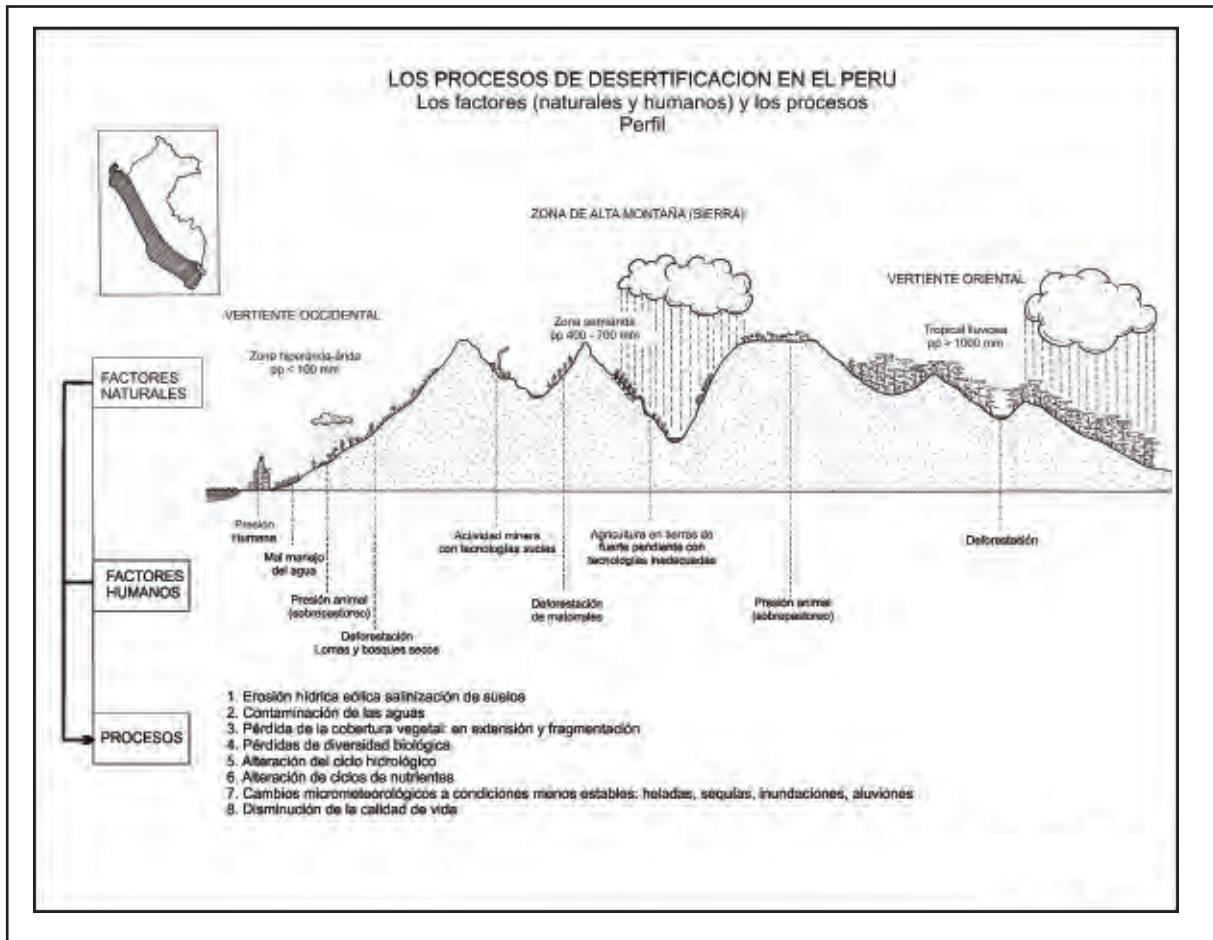 LOS PROCESOS DE DESERTIFICACION EN EL PERU
Los factores (naturales y humanos) y los procesos
Perfil
ZONA DE ALTA MONTAÑA (SIERRA)
VERTIENTE ORIENTAL
VERTIENTE OCCIDENTAL
Zona semiárida
pp 400 - 700 mm
Tropical lluviosa
pp > 1000 mm
Zona hiperárida-árida
pp < 100 mm
FACTORES
NATURALES
Presión
Humana
Mal manejo
del agua
Presión animal
(sobrepastoreo)
Deforestación
Lomas y bosques secos
Actividad minera
con tecnologías sucias
Deforestación
de matorrales
Agricultura en tierras de
fuerte pendiente con
tecnologías inadecuadas
Presión animal
(sobropastoreo)
Deforestación
FACTORES
HUMANOS
PROCESOS
1. Erosión hídrica eólica salinización de suelos
2. Contaminación de las aguas
3. Pérdida de la cobertura vegetal: en extensión y fragmentación
4. Pérdidas de diversidad biológica
5. Alteración del ciclo hidrológico
6. Alteración de ciclos de nutrientes
7. Cambios micrometeorológicos a condiciones menos estables: heladas, sequías, inundaciones, aluviones
8. Disminución de la calidad de vida